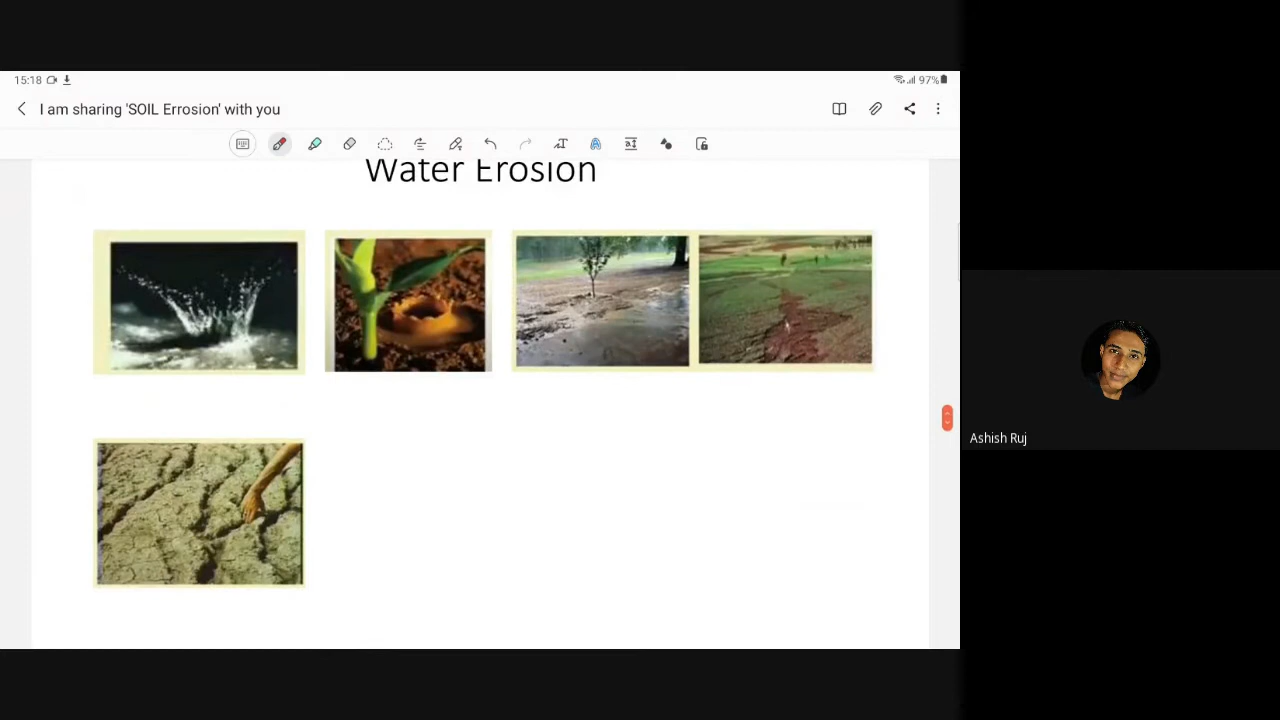 15:18
97%
I am sharing 'SOIL Errosion' with you
Water Erosion
Ashish Ruj